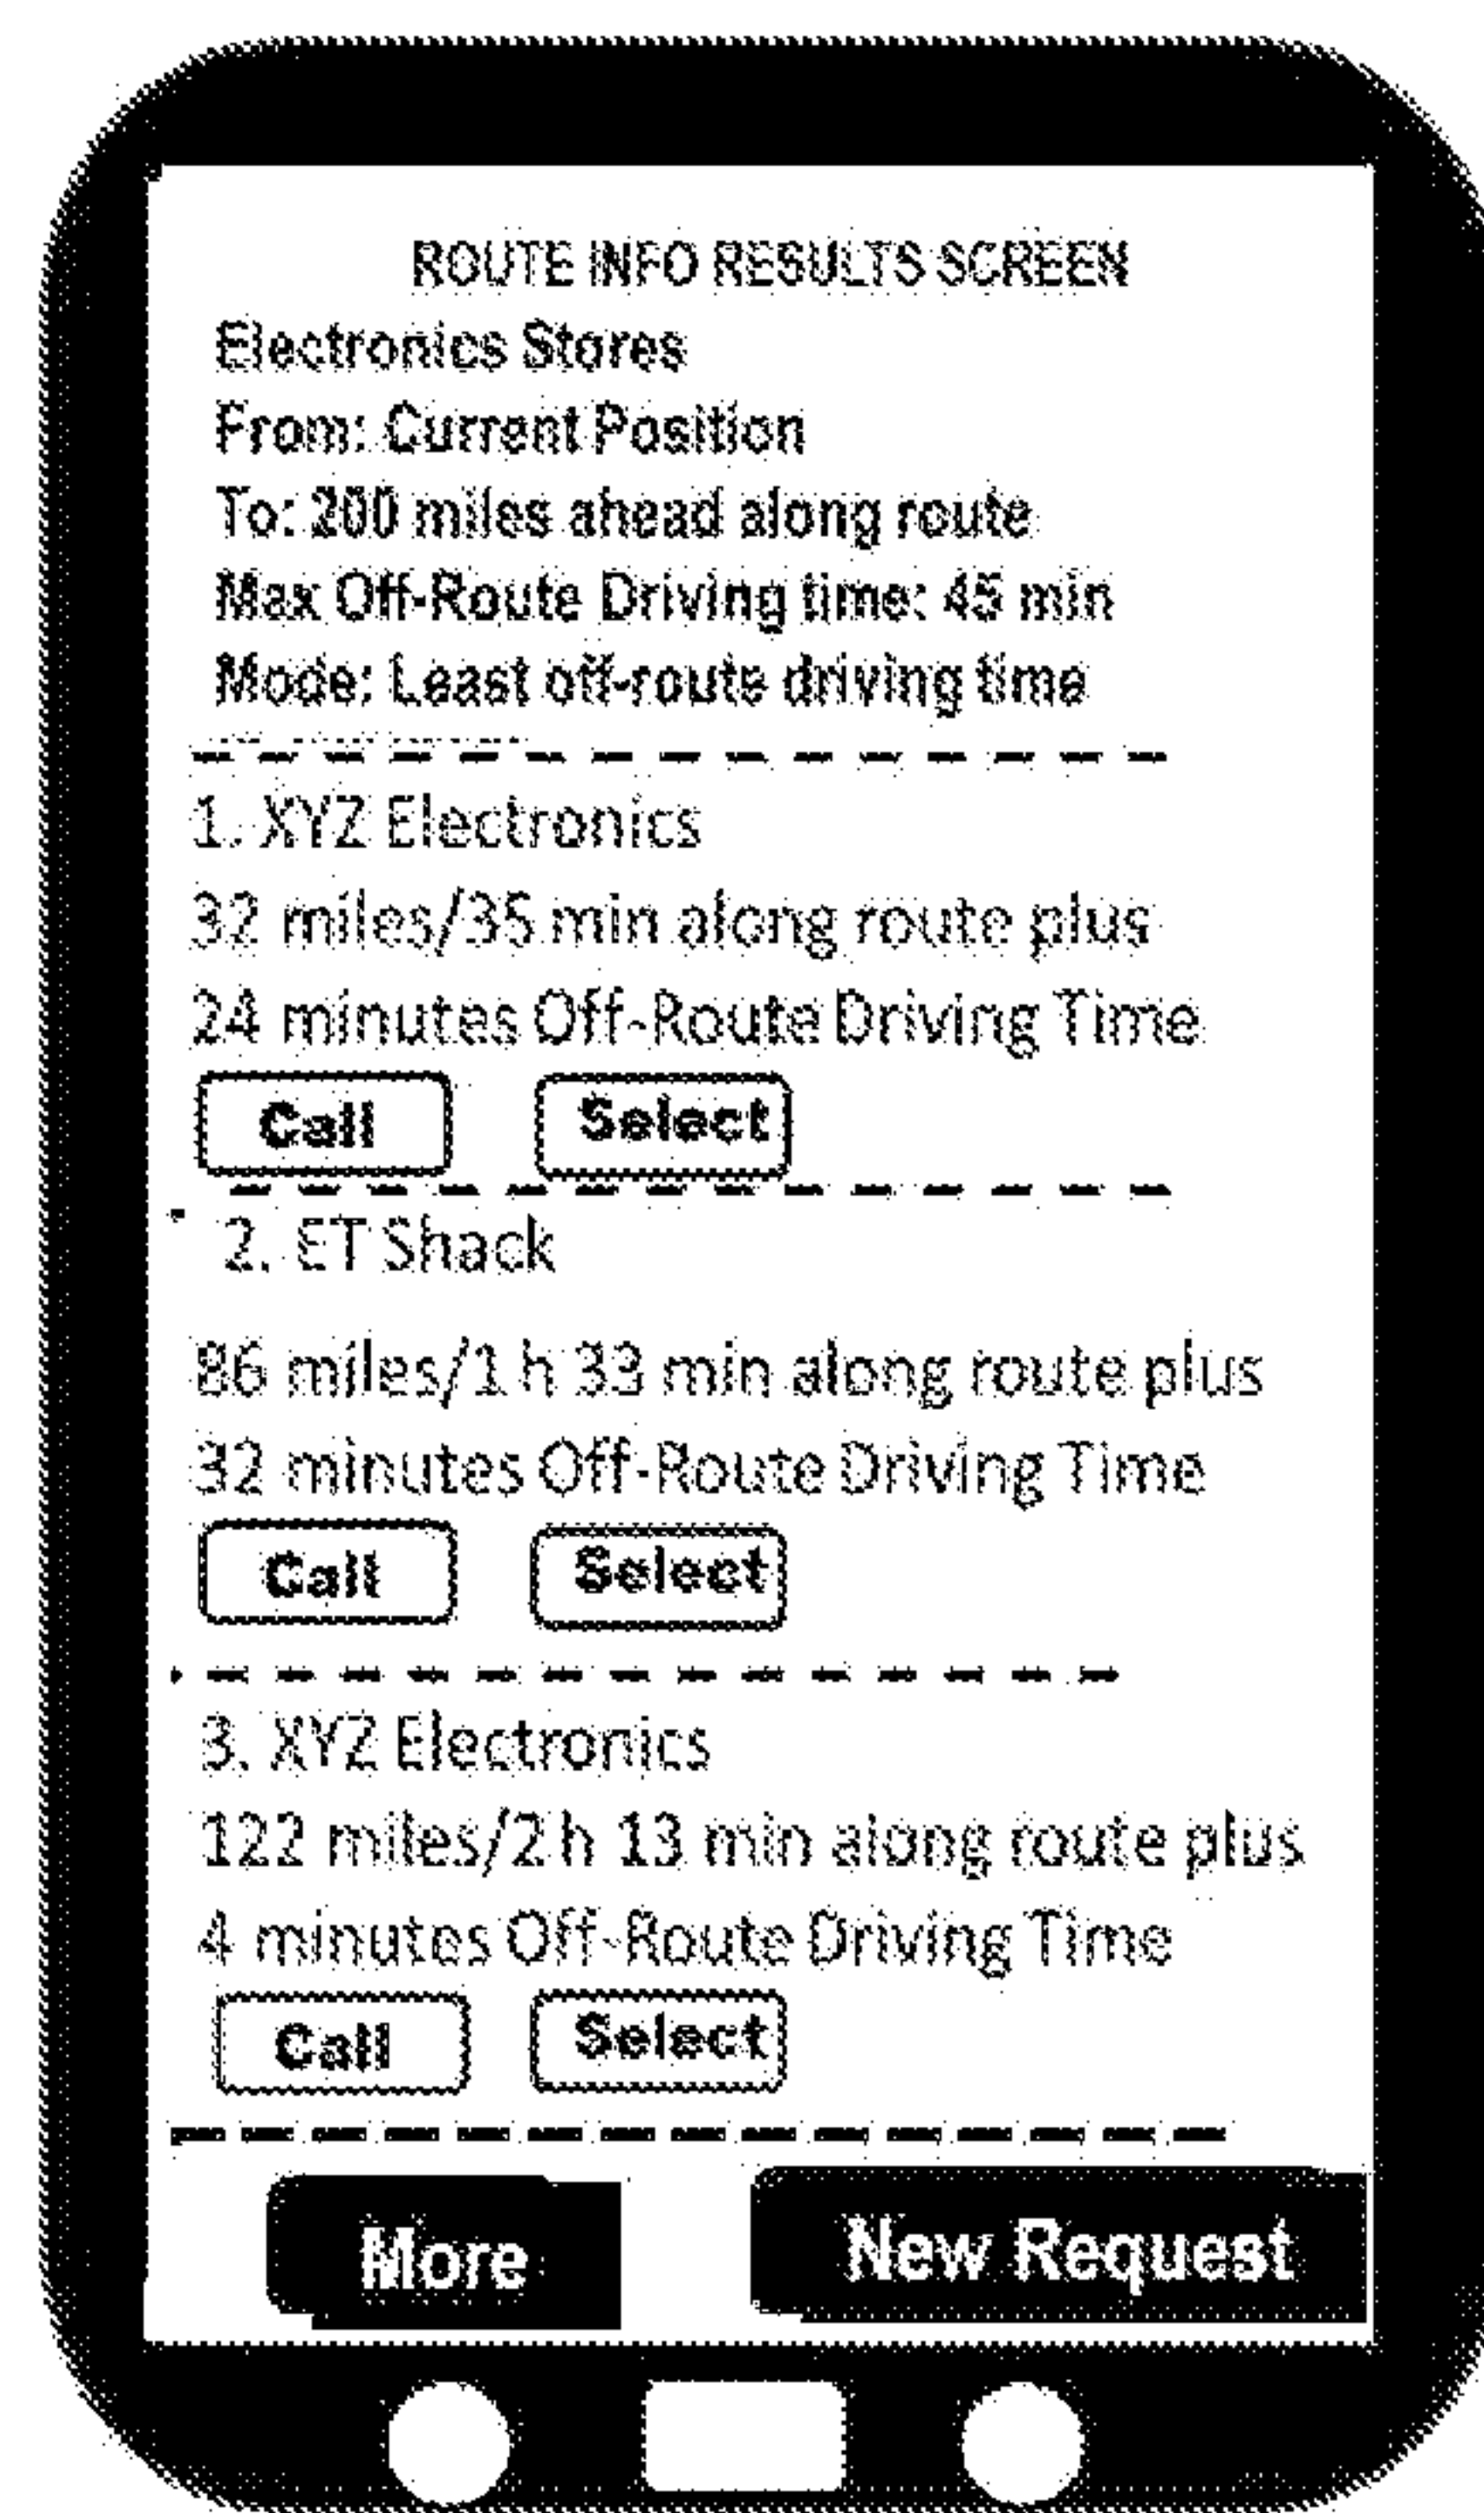 ROUTE INFO RESULTS SCREEN
Electronics Stores
From: Current Position
To: 200 miles ahead along route
Max Off-Route Driving time: 45 min
Mode: Least off-route driving time
1. XYZ Electronics
32 miles/35 min along route plus
24 minutes Off-Route Driving Time
Call Select
2. ET Shack
86 miles/1 h 33 min along route plus
32 minutes Off-Route Driving Time
Call Select
3. XYZ Electronics
122 miles/2 h 13 min along route plus
4 minutes Off-Route Driving Time
Call Select
More New Request